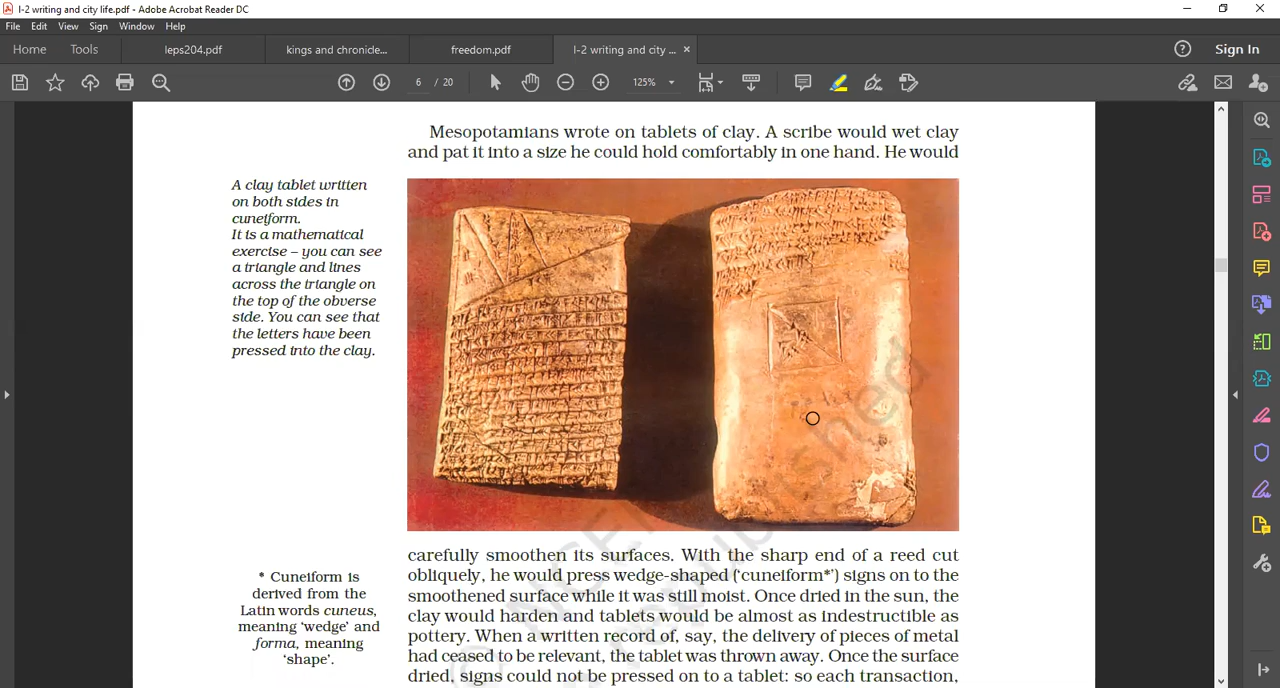 I-2 writing and city life.pdf - Adobe Acrobat Reader DC
File Edit View Sign Window Help
Home Tools leps204.pdf kings and chronicle... freedom.pdf I-2 writing and city ... × Sign In
6 / 20 125%
Mesopotamians wrote on tablets of clay. A scribe would wet clay
and pat it into a size he could hold comfortably in one hand. He would
A clay tablet written
on both sides in
cuneiform.
It is a mathematical
exercise – you can see
a triangle and lines
across the triangle on
the top of the obverse
side. You can see that
the letters have been
pressed into the clay.
carefully smoothen its surfaces. With the sharp end of a reed cut
obliquely, he would press wedge-shaped (‘cuneiform*’) signs on to the
smoothened surface while it was still moist. Once dried in the sun, the
clay would harden and tablets would be almost as indestructible as
pottery. When a written record of, say, the delivery of pieces of metal
had ceased to be relevant, the tablet was thrown away. Once the surface
dried, signs could not be pressed on to a tablet: so each transaction,
* Cuneiform is
derived from the
Latin words cuneus,
meaning ‘wedge’ and
forma, meaning
‘shape’.